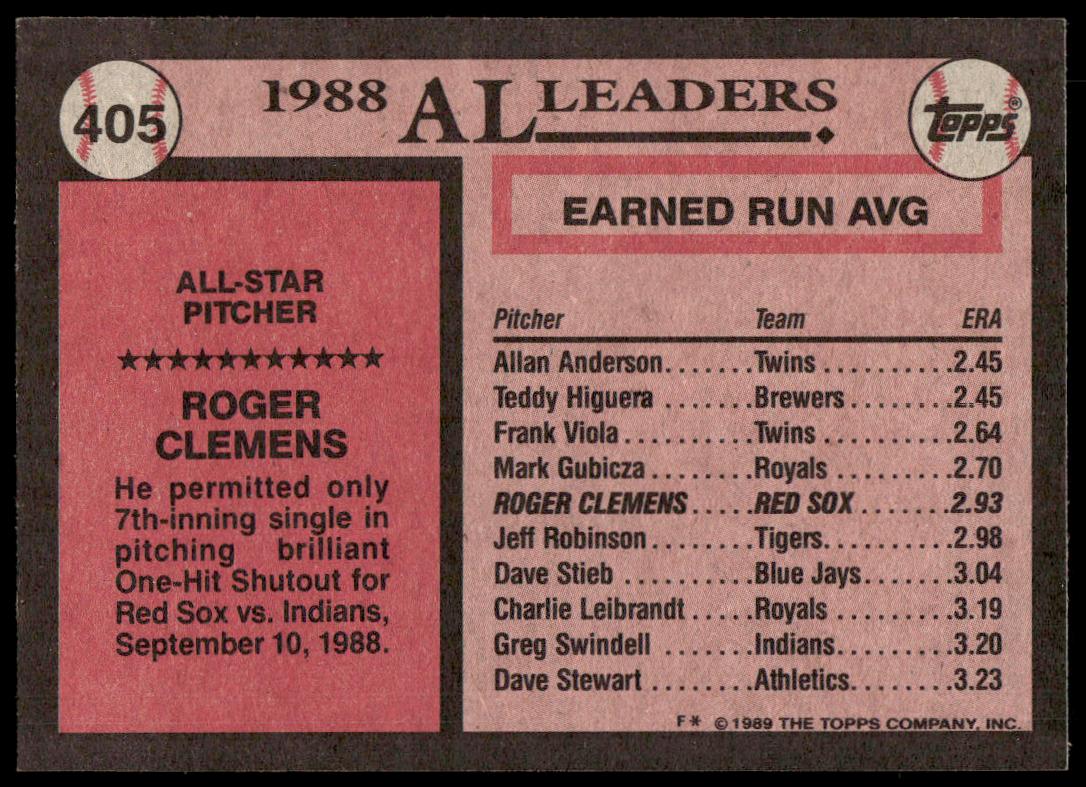 405
1988 AL LEADERS
Topps®
ALL-STAR
PITCHER
★★★★★★★★★★★
ROGER
CLEMENS
He permitted only
7th-inning single in
pitching brilliant
One-Hit Shutout for
Red Sox vs. Indians,
September 10, 1988.
EARNED RUN AVG
Pitcher Team ERA
Allan Anderson.......Twins ..........2.45
Teddy Higuera .......Brewers........2.45
Frank Viola...........Twins ..........2.64
Mark Gubicza ........Royals .........2.70
ROGER CLEMENS.....RED SOX .......2.93
Jeff Robinson........Tigers..........2.98
Dave Stieb ..........Blue Jays.......3.04
Charlie Leibrandt.....Royals .........3.19
Greg Swindell ........Indians.........3.20
Dave Stewart ........Athletics........3.23
F* ©1989 THE TOPPS COMPANY, INC.